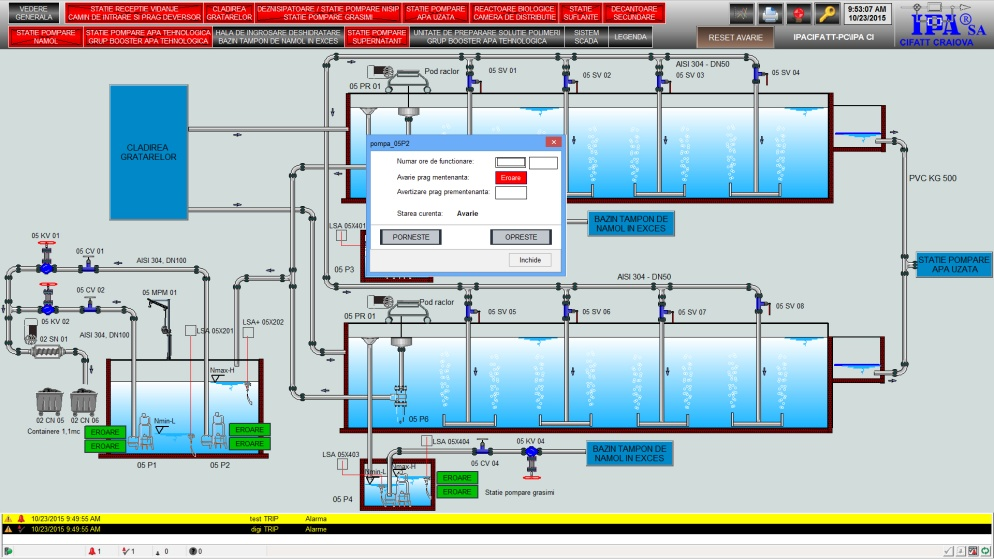 VEDERE
GENERALA
STATIE RECEPTIE VIDANJE
CAMIN DE INTRARE SI PRAG DEVERSOR
CLADIREA
GRATARELOR
DEZNISIPATOARE / STATIE POMPARE NISIP
STATIE POMPARE GRASIMI
STATIE POMPARE
APA UZATA
REACTOARE BIOLOGICE
CAMERA DE DISTRIBUTIE
STATIE
SUFLANTE
DECANTOARE
SECUNDARE
9:53:07 AM
10/23/2015
IPA®SA
CIFATT CRAIOVA
STATIE POMPARE
NAMOL
STATIE POMPARE APA TEHNOLOGICA
GRUP BOOSTER APA TEHNOLOGICA
HALA DE INGROSARE DESHIDRATARE
BAZIN TAMPON DE NAMOL IN EXCES
STATIE POMPARE
SUPERNATANT
UNITATE DE PREPARARE SOLUTIE POLIMERI
GRUP BOOSTER APA TEHNOLOGICA
SISTEM
SCADA
LEGENDA
RESET AVARIE
IPACIFATT-PC\IPA CI
Pod raclor
05 PR 01
05 SV 01
05 SV 02
AISI 304 - DN50
05 SV 03
05 SV 04
CLADIREA
GRATARELOR
pompa_05P2
Numar ore de functionare:
Avarie prag mentenanta:
Eroare
Avertizare prag prementenanta:
Starea curenta:
Avarie
PORNESTE
OPRESTE
Inchide
PVC KG 500
LSA 05X401
05 P3
BAZIN TAMPON DE
NAMOL IN EXCES
STATIE POMPARE
APA UZATA
05 KV 01
05 CV 01
AISI 304, DN100
05 CV 02
05 MPM 01
05 KV 02
AISI 304, DN100
02 SN 01
LSA 05X201
LSA+ 05X202
AISI 304 - DN50
Pod raclor
05 PR 01
05 SV 05
05 SV 06
05 SV 07
05 SV 08
Nmax-H
Nmin-L
02 CN 05
02 CN 06
Containere 1,1mc
EROARE
EROARE
EROARE
EROARE
05 P1
05 P2
05 P6
LSA 05X404
LSA 05X403
Nmin-L
Nmax-H
05 P4
EROARE
EROARE
05 CV 04
05 KV 04
Statie pompare grasimi
BAZIN TAMPON DE
NAMOL IN EXCES
10/23/2015 9:49:55 AM
test TRIP
Alarma
10/23/2015 9:49:55 AM
digi TRIP
Alarme
1
1
0
0